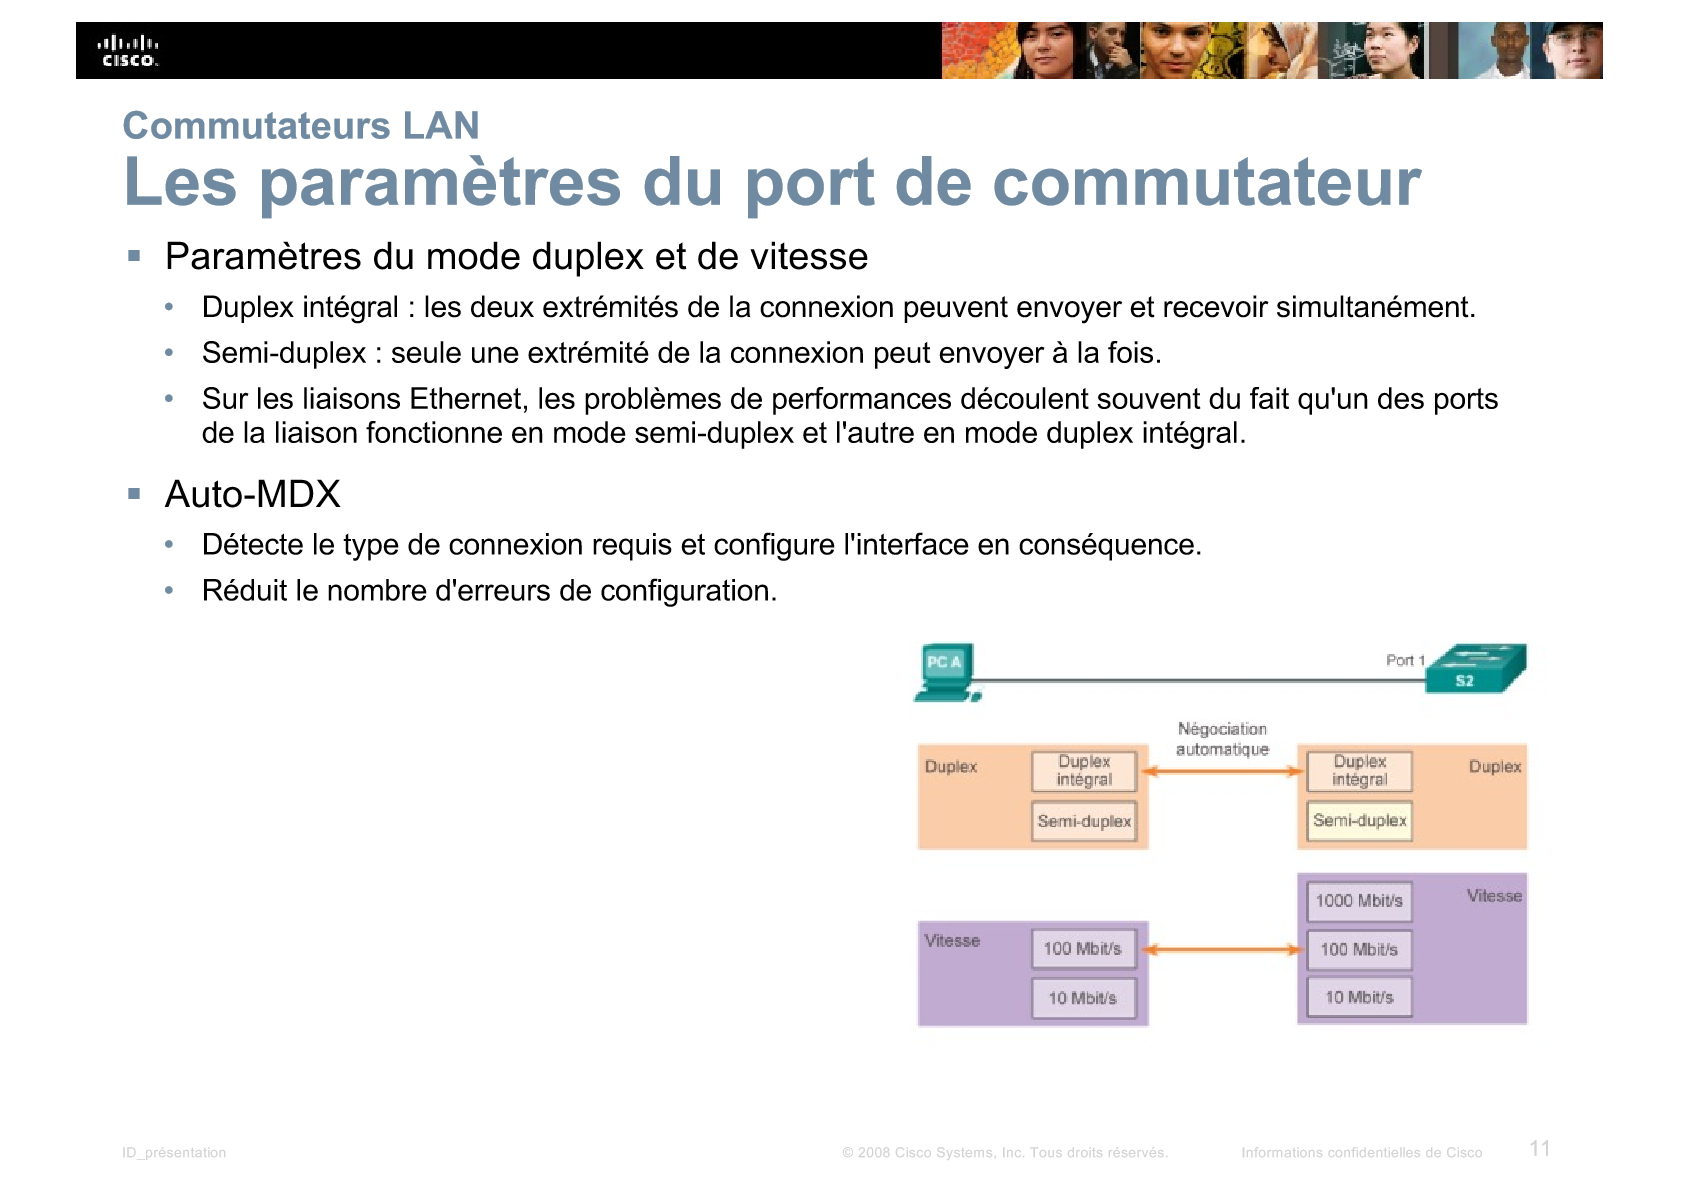 CISCO.
Commutateurs LAN
Les paramètres du port de commutateur
Paramètres du mode duplex et de vitesse
Duplex intégral : les deux extrémités de la connexion peuvent envoyer et recevoir simultanément.
Semi-duplex : seule une extrémité de la connexion peut envoyer à la fois.
Sur les liaisons Ethernet, les problèmes de performances découlent souvent du fait qu'un des ports
de la liaison fonctionne en mode semi-duplex et l'autre en mode duplex intégral.
Auto-MDX
Détecte le type de connexion requis et configure l'interface en conséquence.
Réduit le nombre d'erreurs de configuration.
PC A
Port 1
S2
Négociation
automatique
Duplex
Duplex
intégral
Semi-duplex
Duplex
intégral
Semi-duplex
Duplex
Vitesse
100 Mbit/s
10 Mbit/s
1000 Mbit/s
100 Mbit/s
10 Mbit/s
Vitesse
ID_présentation
© 2008 Cisco Systems, Inc. Tous droits réservés.
Informations confidentielles de Cisco
11